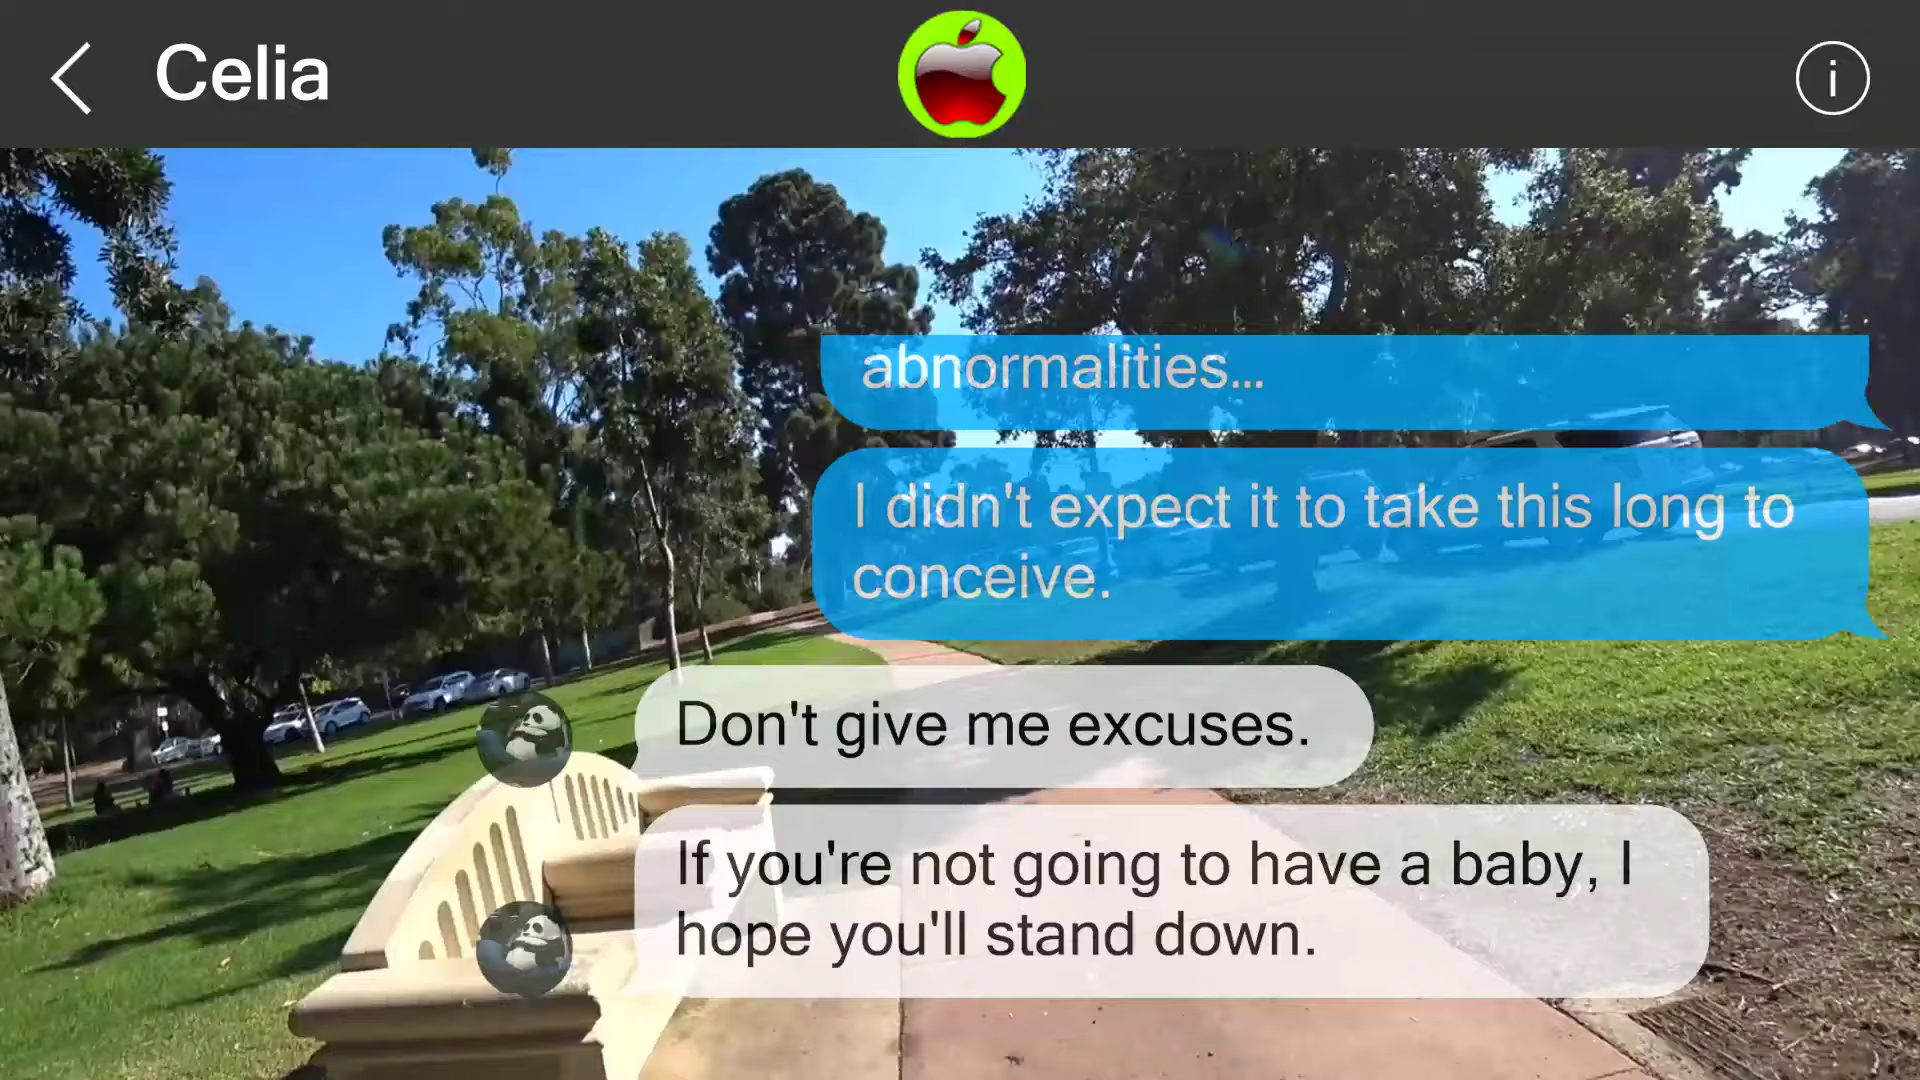 Celia
i
abnormalities...
I didn't expect it to take this long to
conceive.
Don't give me excuses.
If you're not going to have a baby, I
hope you'll stand down.